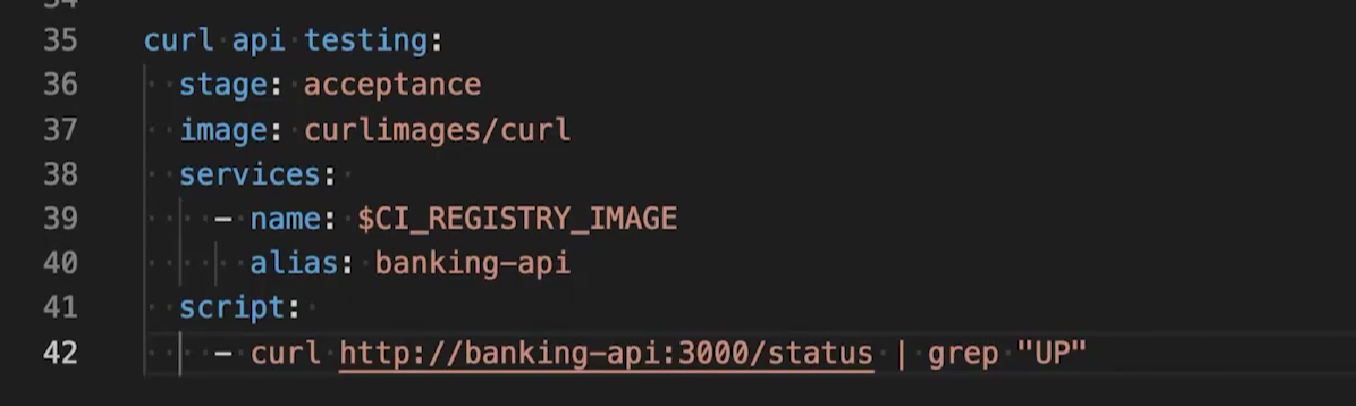 35 curl api testing:
36 stage: acceptance
37 image: curlimages/curl
38 services:
39 - name: $CI_REGISTRY_IMAGE
40 alias: banking-api
41 script:
42 - curl http://banking-api:3000/status | grep "UP"